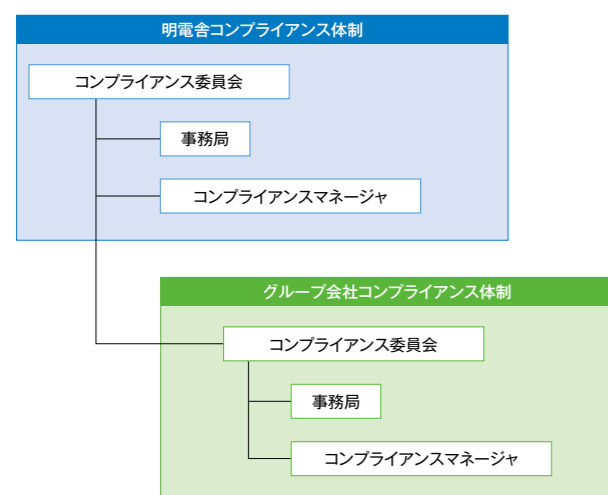 明電舎コンプライアンス体制
コンプライアンス委員会
事務局
コンプライアンスマネージャ
グループ会社コンプライアンス体制
コンプライアンス委員会
事務局
コンプライアンスマネージャ